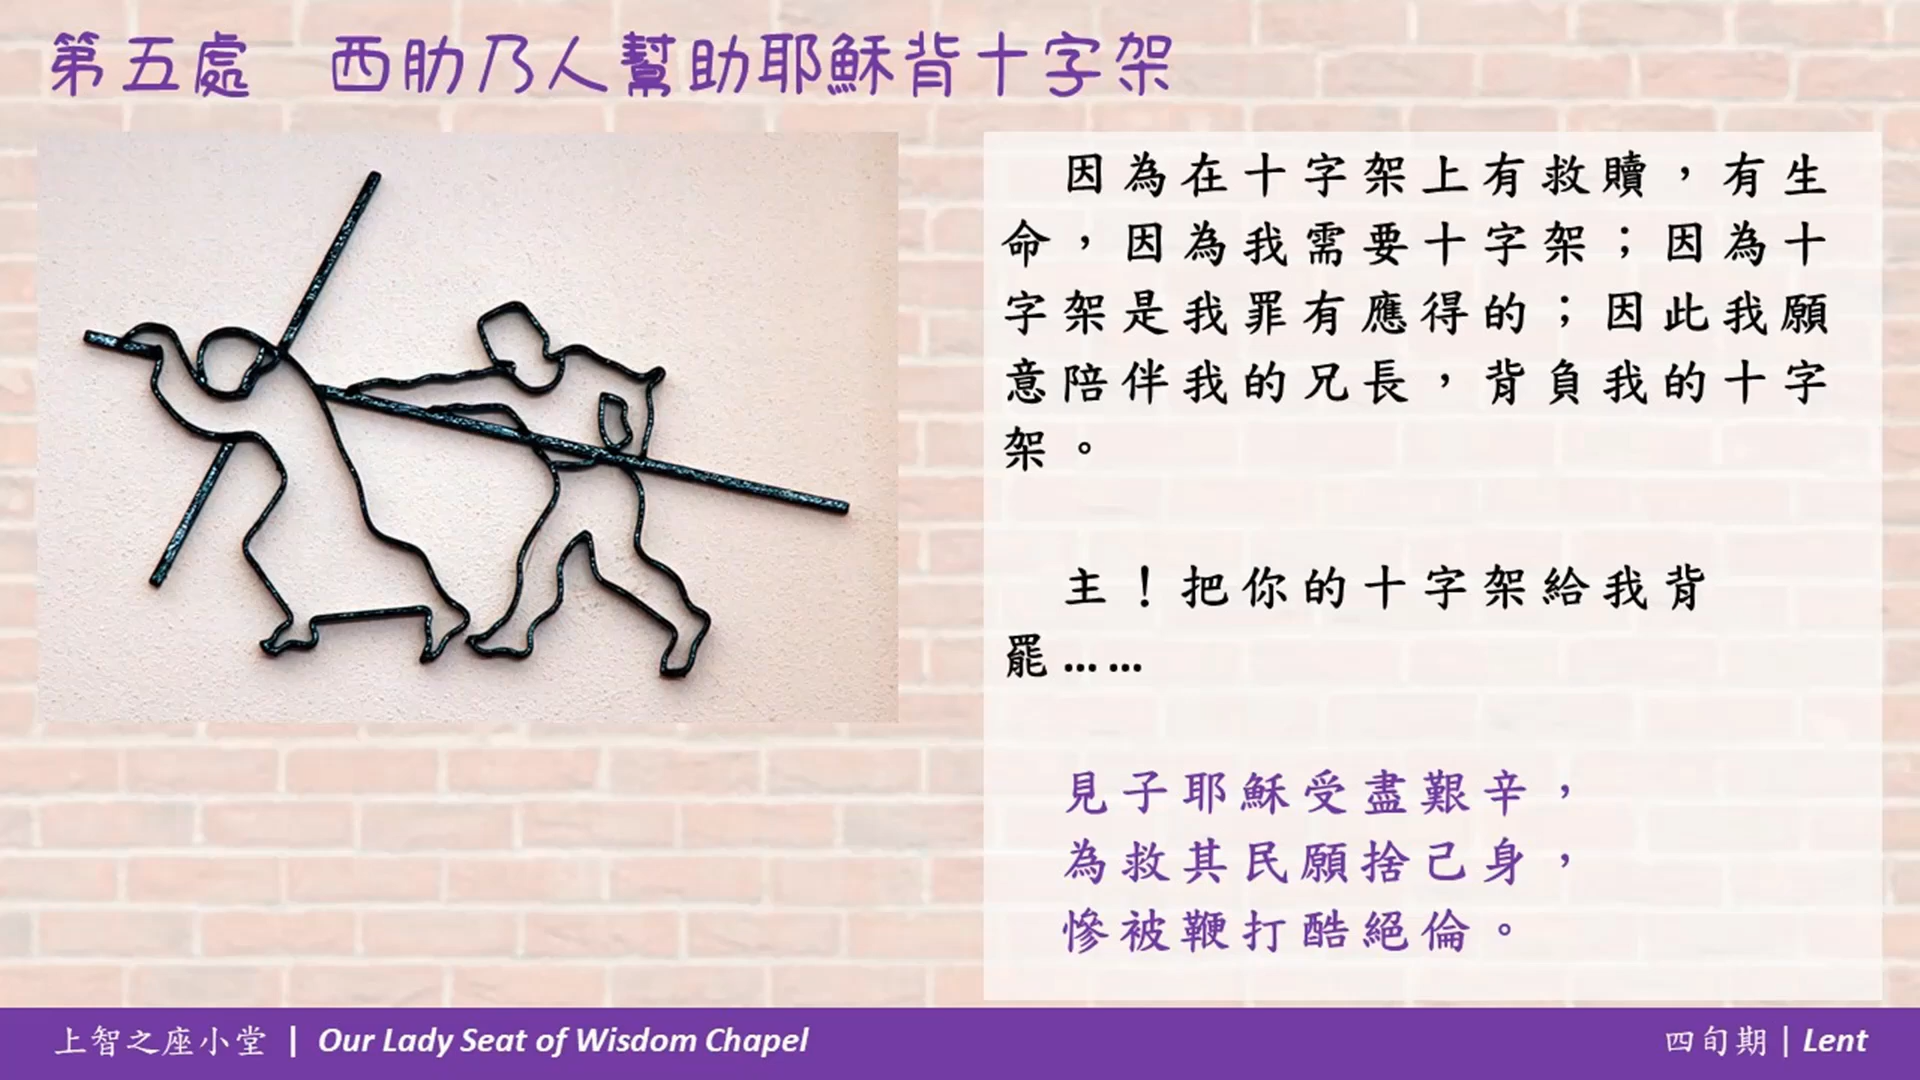 第五處　西肋乃人幫助耶穌背十字架
因為在十字架上有救贖，有生
命，因為我需要十字架；因為十
字架是我罪有應得的；因此我願
意陪伴我的兄長，背負我的十字
架。
主！把你的十字架給我背
罷……
見子耶穌受盡艱辛，
為救其民願捨己身，
慘被鞭打酷絕倫。
上智之座小堂 | Our Lady Seat of Wisdom Chapel
四旬期 | Lent